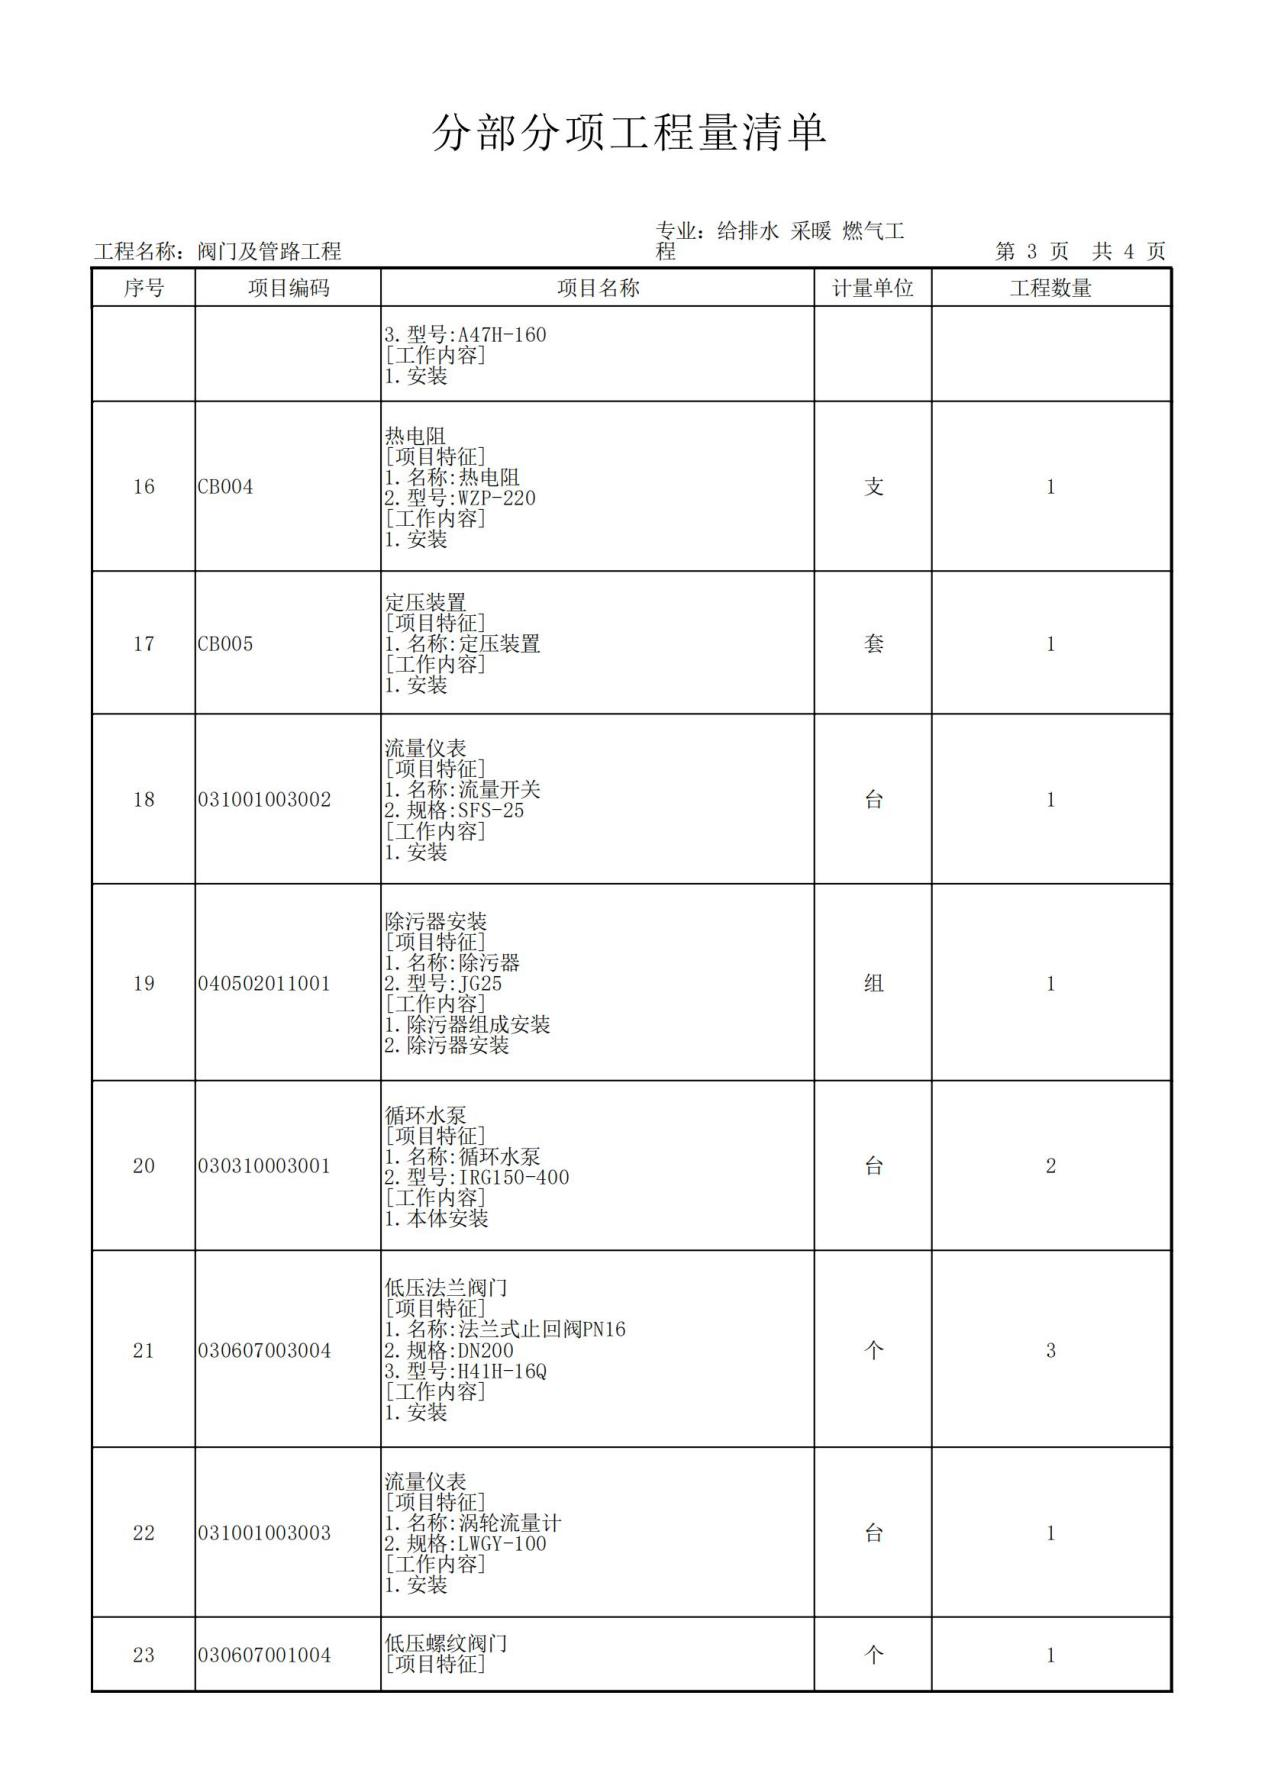 分部分项工程量清单
工程名称：阀门及管路工程
专业：给排水 采暖 燃气工
程
第 3 页 共 4 页
序号 项目编码 项目名称 计量单位 工程数量
3.型号:A47H-160
[工作内容]
1.安装
热电阻
[项目特征]
1.名称:热电阻
16 CB004 2.型号:WZP-220 支 1
[工作内容]
1.安装
定压装置
[项目特征]
17 CB005 1.名称:定压装置 套 1
[工作内容]
1.安装
流量仪表
[项目特征]
1.名称:流量开关
18 031001003002 2.规格:SFS-25 台 1
[工作内容]
1.安装
除污器安装
[项目特征]
1.名称:除污器
19 040502011001 2.型号:JG25 组 1
[工作内容]
1.除污器组成安装
2.除污器安装
循环水泵
[项目特征]
1.名称:循环水泵
20 030310003001 2.型号:IRG150-400 台 2
[工作内容]
1.本体安装
低压法兰阀门
[项目特征]
1.名称:法兰式止回阀PN16
21 030607003004 2.规格:DN200 个 3
3.型号:H41H-16Q
[工作内容]
1.安装
流量仪表
[项目特征]
1.名称:涡轮流量计
22 031001003003 2.规格:LWGY-100 台 1
[工作内容]
1.安装
低压螺纹阀门
23 030607001004 [项目特征] 个 1